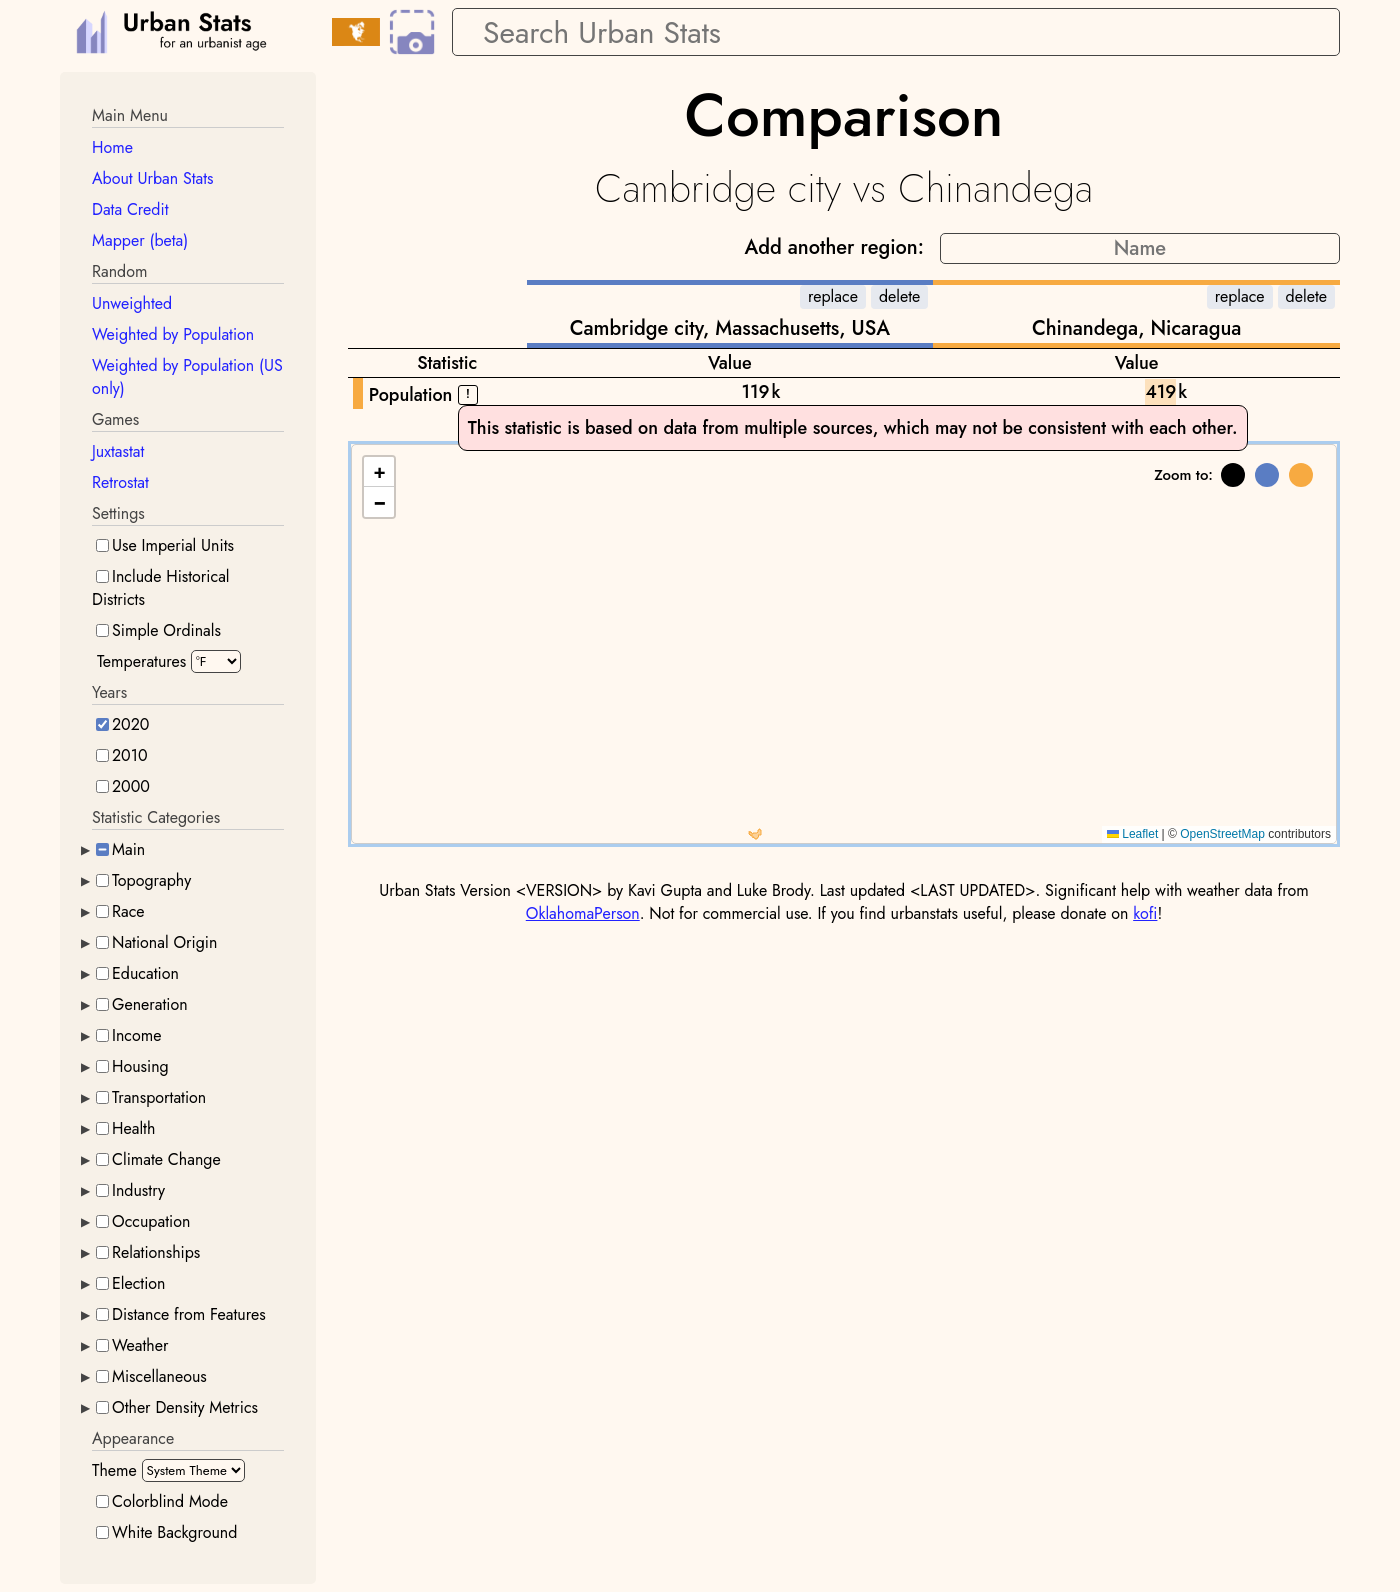 Urban Stats
for an urbanist age
Search Urban Stats
Main Menu
Home
About Urban Stats
Data Credit
Mapper (beta)
Random
Unweighted
Weighted by Population
Weighted by Population (US
only)
Games
Juxtastat
Retrostat
Settings
Use Imperial Units
Include Historical
Districts
Simple Ordinals
Temperatures °F
Years
2020
2010
2000
Statistic Categories
Main
Topography
Race
National Origin
Education
Generation
Income
Housing
Transportation
Health
Climate Change
Industry
Occupation
Relationships
Election
Distance from Features
Weather
Miscellaneous
Other Density Metrics
Appearance
Theme System Theme
Colorblind Mode
White Background
Comparison
Cambridge city vs Chinandega
Add another region: Name
replace delete replace delete
Cambridge city, Massachusetts, USA Chinandega, Nicaragua
Statistic Value Value
Population ! 119k 419k
This statistic is based on data from multiple sources, which may not be consistent with each other.
+
−
Zoom to:
Leaflet | © OpenStreetMap contributors
Urban Stats Version <VERSION> by Kavi Gupta and Luke Brody. Last updated <LAST UPDATED>. Significant help with weather data from
OklahomaPerson. Not for commercial use. If you find urbanstats useful, please donate on kofi!